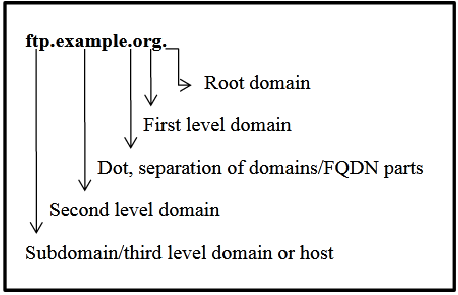 ftp.example.org.
Root domain
First level domain
Dot, separation of domains/FQDN parts
Second level domain
Subdomain/third level domain or host